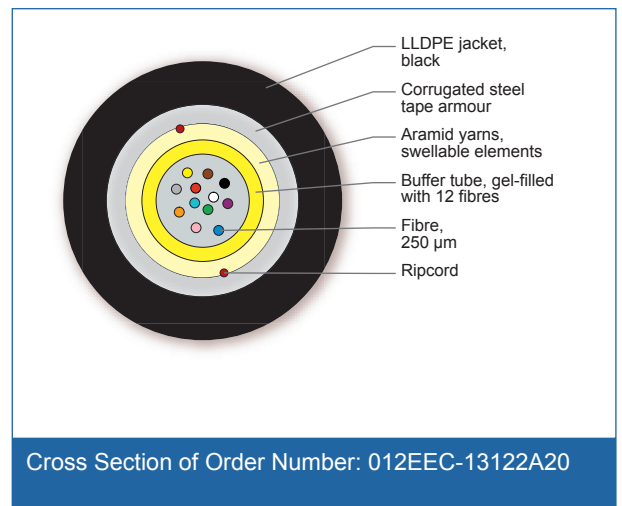 LLDPE jacket,
black
Corrugated steel
tape armour
Aramid yarns,
swellable elements
Buffer tube, gel-filled
with 12 fibres
Fibre,
250 µm
Ripcord
Cross Section of Order Number: 012EEC-13122A20